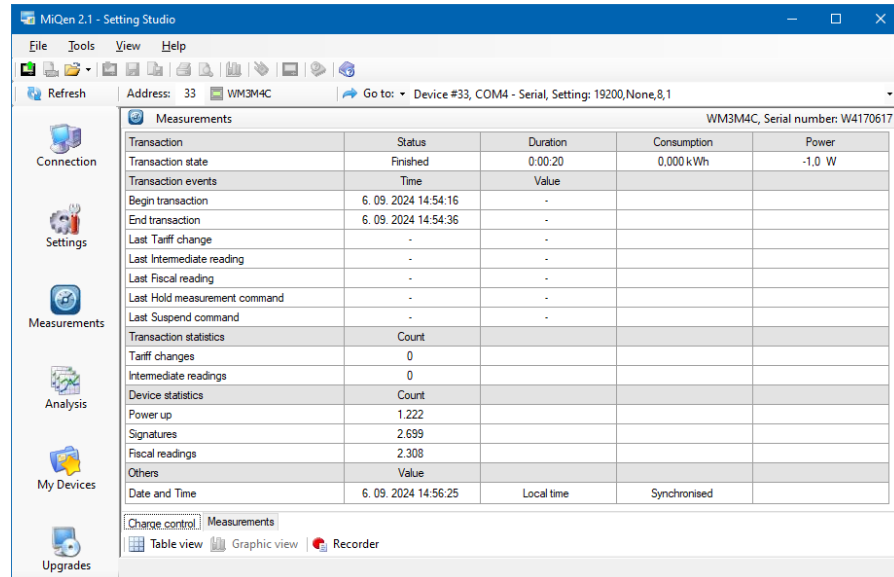 MiQen 2.1 - Setting Studio
File Tools View Help
Refresh Address: 33 WM3M4C Go to: Device #33, COM4 - Serial, Setting: 19200,None,8,1
Connection
Settings
Measurements
Analysis
My Devices
Upgrades
Measurements WM3M4C, Serial number: W4170617
Transaction Status Duration Consumption Power
Transaction state Finished 0:00:20 0,000 kWh -1,0 W
Transaction events Time Value
Begin transaction 6. 09. 2024 14:54:16 -
End transaction 6. 09. 2024 14:54:36 -
Last Tariff change - -
Last Intermediate reading - -
Last Fiscal reading - -
Last Hold measurement command - -
Last Suspend command - -
Transaction statistics Count
Tariff changes 0
Intermediate readings 0
Device statistics Count
Power up 1.222
Signatures 2.699
Fiscal readings 2.308
Others Value
Date and Time 6. 09. 2024 14:56:25 Local time Synchronised
Charge control Measurements
Table view Graphic view Recorder